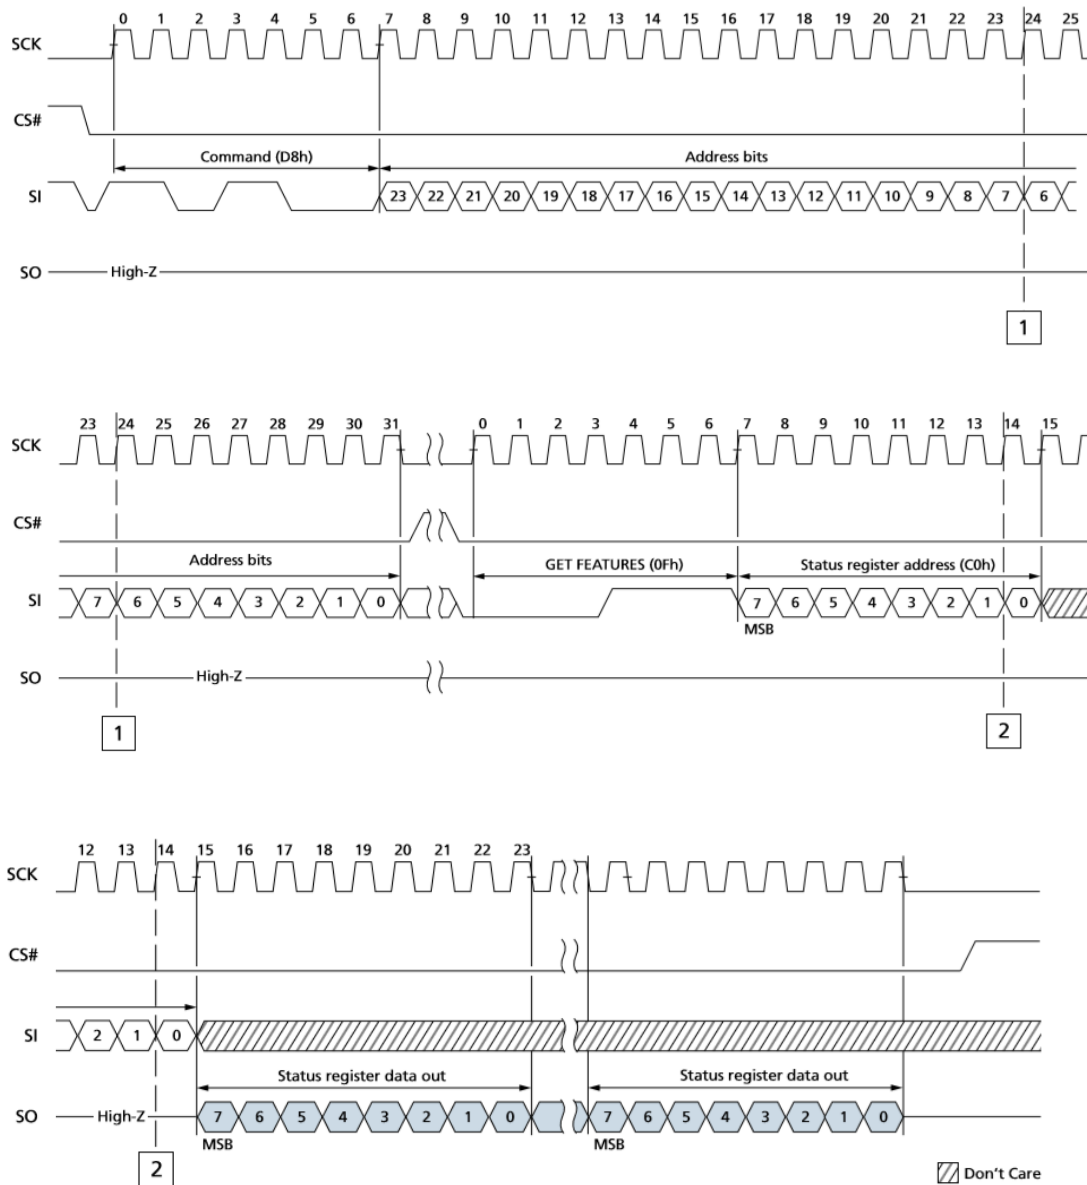 0 1 2 3 4 5 6 7 8 9 10 11 12 13 14 15 16 17 18 19 20 21 22 23 24 25
SCK
CS#
Command (D8h) Address bits
SI 23 22 21 20 19 18 17 16 15 14 13 12 11 10 9 8 7 6
SO High-Z
1
23 24 25 26 27 28 29 30 31 0 1 2 3 4 5 6 7 8 9 10 11 12 13 14 15
SCK
CS#
Address bits GET FEATURES (0Fh) Status register address (C0h)
SI 7 6 5 4 3 2 1 0 7 6 5 4 3 2 1 0
MSB
SO High-Z
1 2
12 13 14 15 16 17 18 19 20 21 22 23
SCK
CS#
SI 2 1 0
Status register data out Status register data out
SO High-Z 7 6 5 4 3 2 1 0 7 6 5 4 3 2 1 0
MSB MSB
2
Don't Care